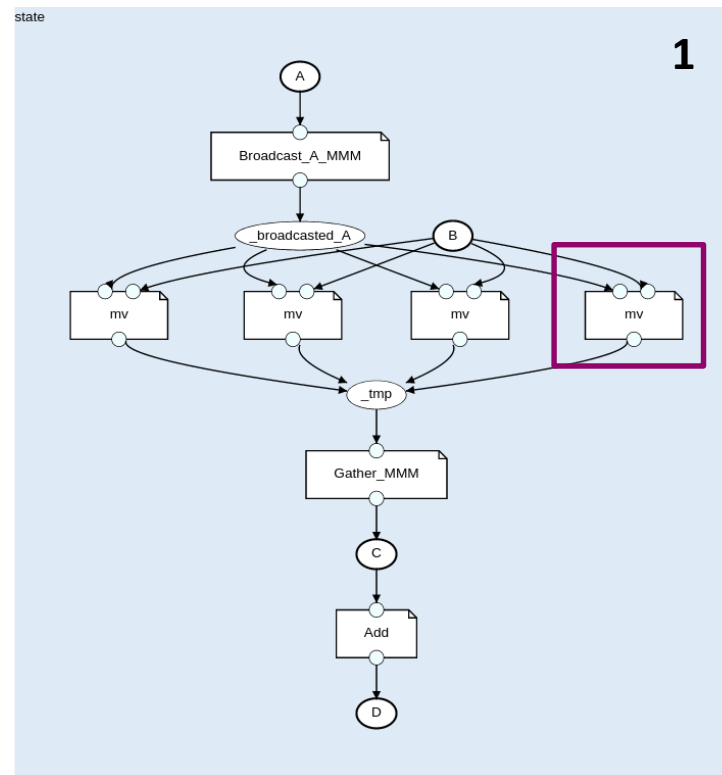 state
1
A
Broadcast_A_MMM
_broadcasted_A
B
mv
mv
mv
mv
_tmp
Gather_MMM
C
Add
D